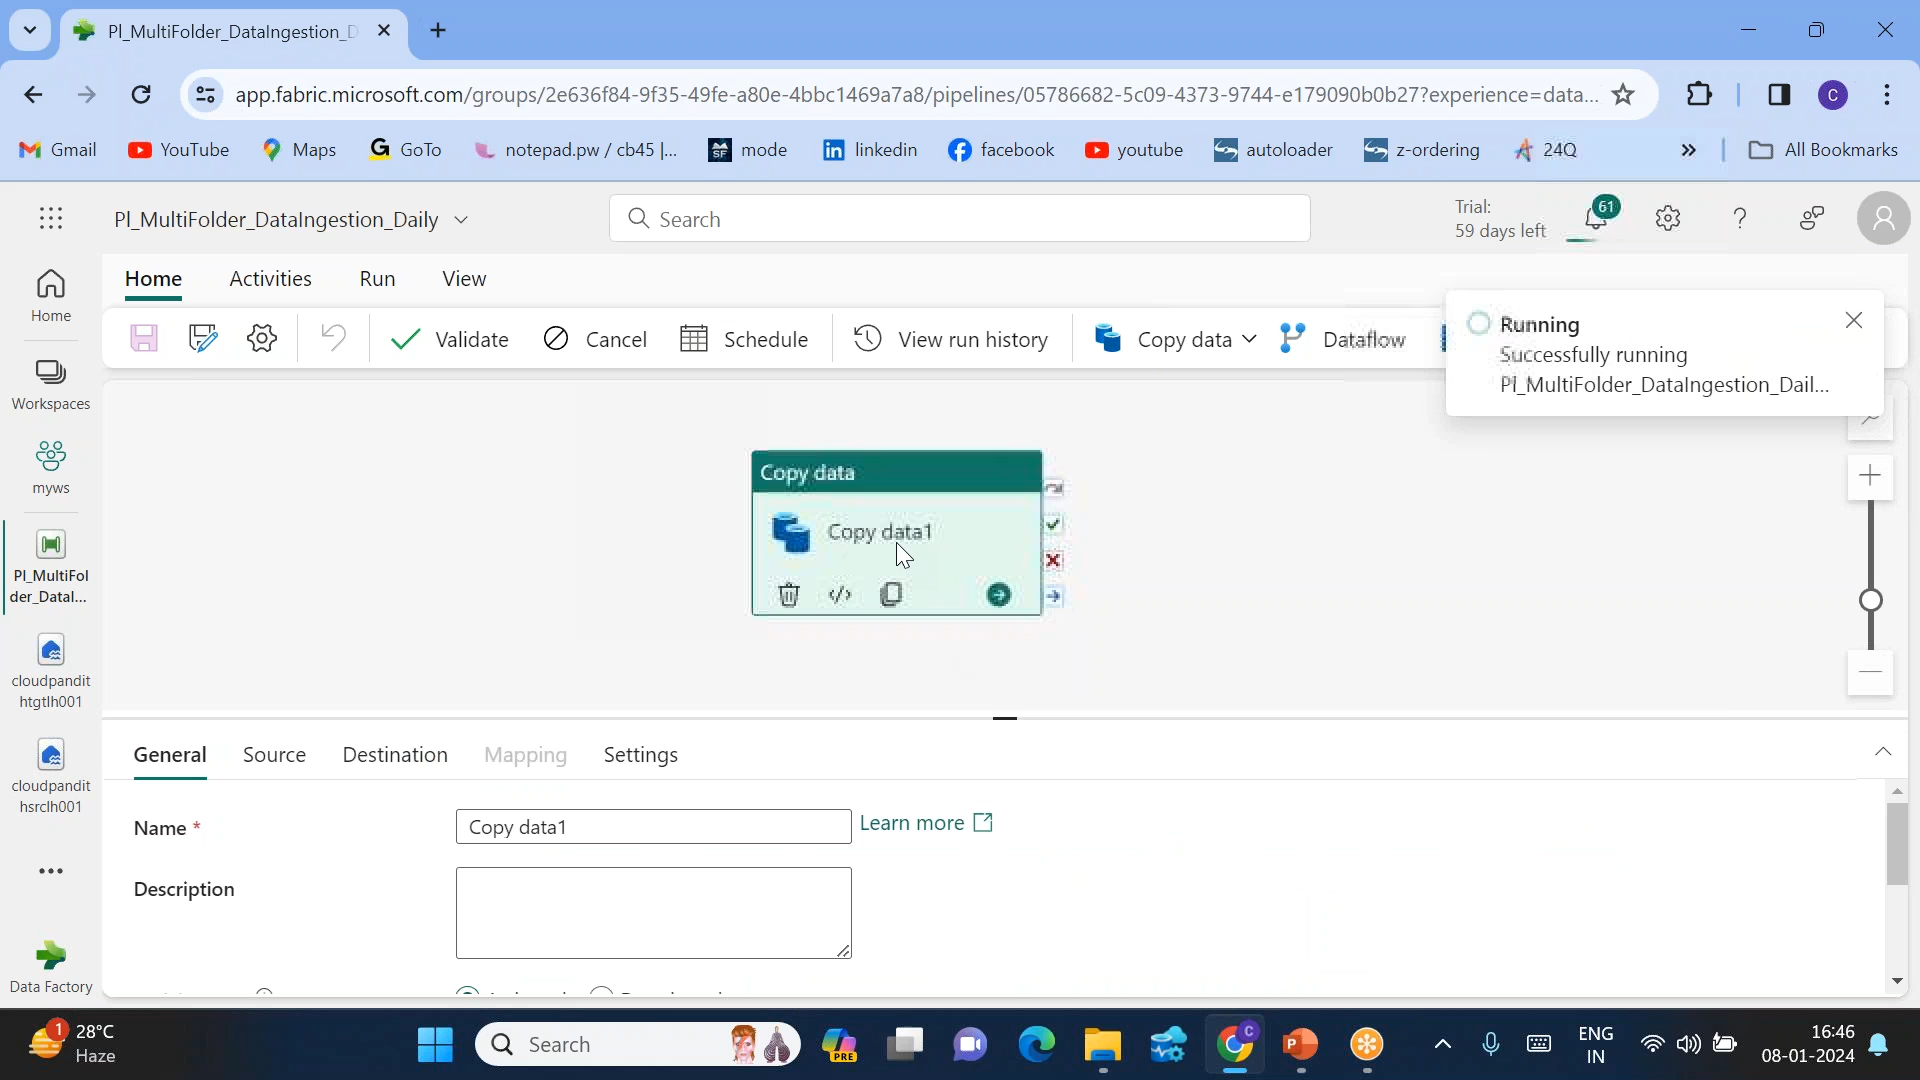 Pl_MultiFolder_DataIngestion_D
app.fabric.microsoft.com/groups/2e636f84-9f35-49fe-a80e-4bbc1469a7a8/pipelines/05786682-5c09-4373-9744-e179090b0b27?experience=data...
C
Gmail
YouTube
Maps
GoTo
notepad.pw / cb45 |...
mode
linkedin
facebook
youtube
autoloader
z-ordering
24Q
All Bookmarks
Pl_MultiFolder_DataIngestion_Daily
Search
Trial:
59 days left
61
Home
Activities
Run
View
Validate
Cancel
Schedule
View run history
Copy data
Dataflow
Running
Successfully running
Pl_MultiFolder_DataIngestion_Dail...
Home
Workspaces
myws
Pl_MultiFol
der_DataI...
cloudpandit
htgtlh001
cloudpandit
hsrclh001
Data Factory
Copy data
Copy data1
General
Source
Destination
Mapping
Settings
Name *
Copy data1
Learn more
Description
1
28°C
Haze
Search
PRE
C
ENG
IN
16:46
08-01-2024